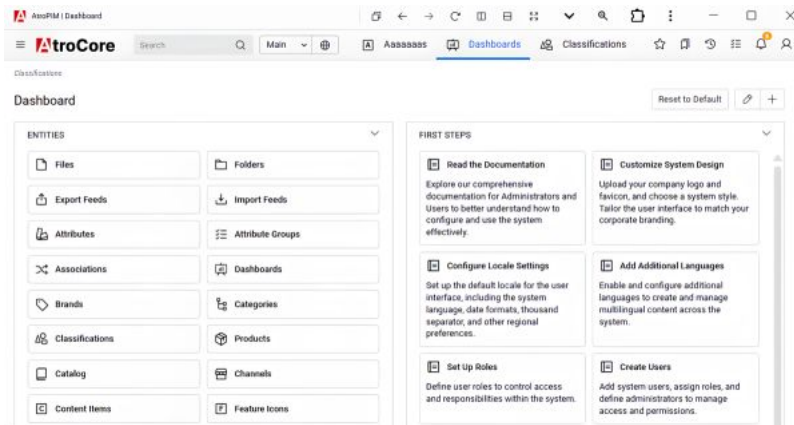 AtroPIM | Dashboard
AtroCore
Search
Main
Aaaaaaas
Dashboards
Classifications
Classifications
Dashboard
Reset to Default
ENTITIES
Files
Folders
Export Feeds
Import Feeds
Attributes
Attribute Groups
Associations
Dashboards
Brands
Categories
Classifications
Products
Catalog
Channels
Content Items
Feature Icons
FIRST STEPS
Read the Documentation
Explore our comprehensive
documentation for Administrators and
Users to better understand how to
configure and use the system
effectively.
Customize System Design
Upload your company logo and
favicon, and choose a system style.
Tailor the user interface to match your
corporate branding.
Configure Locale Settings
Set up the default locale for the user
interface, including the system
language, date formats, thousand
separator, and other regional
preferences.
Add Additional Languages
Enable and configure additional
languages to create and manage
multilingual content across the
system.
Set Up Roles
Define user roles to control access
and responsibilities within the system.
Create Users
Add system users, assign roles, and
define administrators to manage
access and permissions.